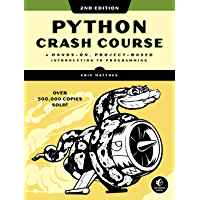 2ND EDITION
PYTHON
CRASH COURSE
A HANDS-ON, PROJECT-BASED
INTRODUCTION TO PROGRAMMING
ERIC MATTHES
OVER
500,000 COPIES
SOLD!